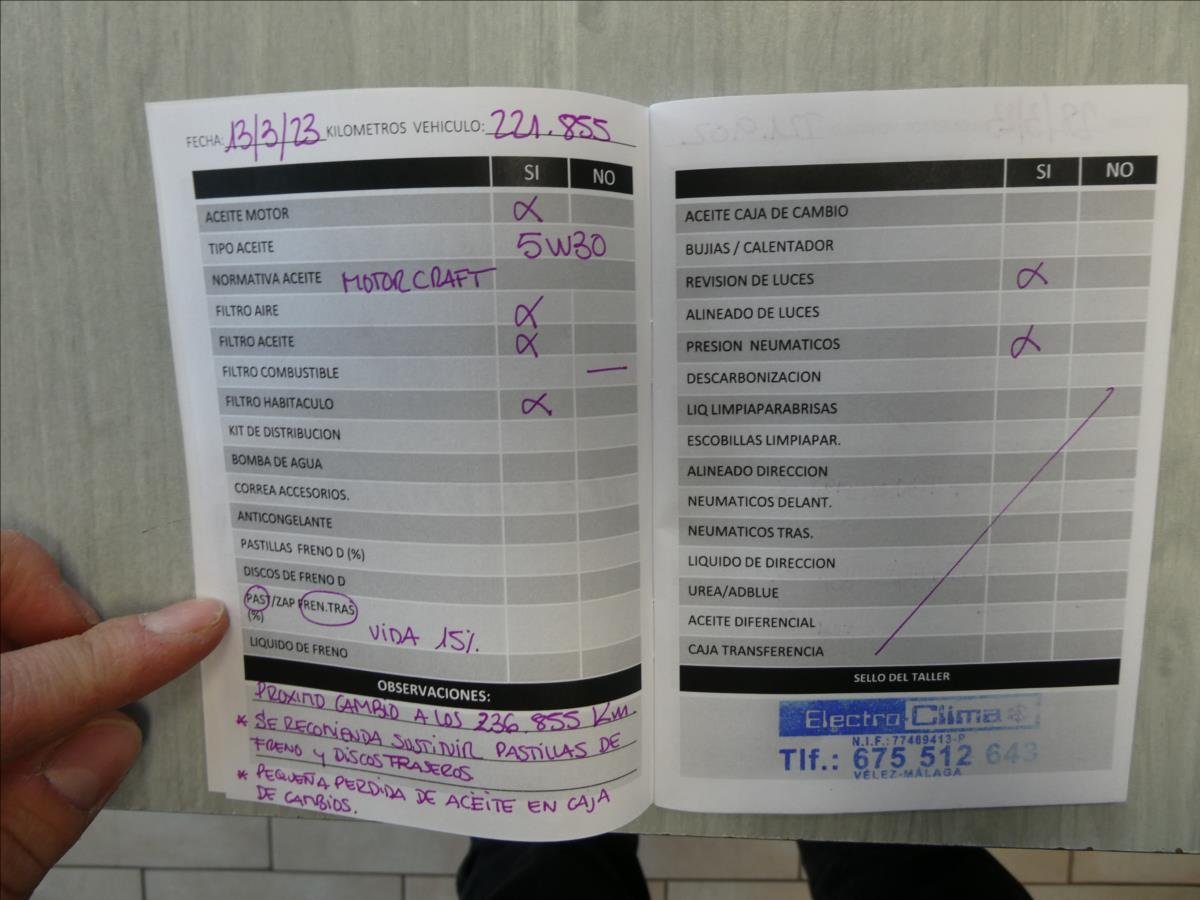 FECHA: 13/3/23 KILOMETROS VEHICULO: 221.855
SI NO
ACEITE MOTOR
TIPO ACEITE 5W30
NORMATIVA ACEITE MOTORCRAFT
FILTRO AIRE
FILTRO ACEITE
FILTRO COMBUSTIBLE
FILTRO HABITACULO
KIT DE DISTRIBUCION
BOMBA DE AGUA
CORREA ACCESORIOS.
ANTICONGELANTE
PASTILLAS FRENO D (%)
DISCOS DE FRENO D
PAST/ZAP FREN.TRAS
(%) VIDA 15%.
LIQUIDO DE FRENO
OBSERVACIONES:
PROXIMO CAMBIO A LOS 236.855 Km.
* SE RECOMIENDA SUSTITUIR PASTILLAS DE
FRENO Y DISCOS TRASEROS
* PEQUEÑA PERDIDA DE ACEITE EN CAJA
DE CAMBIOS.
SI NO
ACEITE CAJA DE CAMBIO
BUJIAS / CALENTADOR
REVISION DE LUCES
ALINEADO DE LUCES
PRESION NEUMATICOS
DESCARBONIZACION
LIQ LIMPIAPARABRISAS
ESCOBILLAS LIMPIAPAR.
ALINEADO DIRECCION
NEUMATICOS DELANT.
NEUMATICOS TRAS.
LIQUIDO DE DIRECCION
UREA/ADBLUE
ACEITE DIFERENCIAL
CAJA TRANSFERENCIA
SELLO DEL TALLER
Electro-Clima
N.I.F.: 77469413-P
Tlf.: 675 512 643
VÉLEZ-MÁLAGA